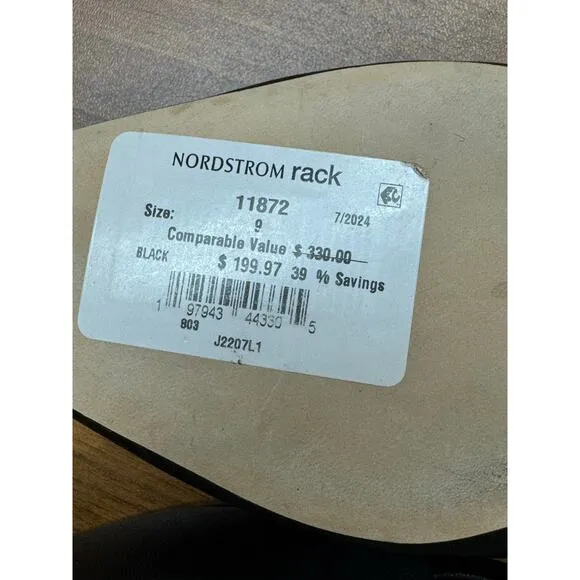 NORDSTROM rack
11872
7/2024
Size: 9
Comparable Value $ 330.00
BLACK $ 199.97 39 % Savings
1 97943 44330 5
803
J2207L1